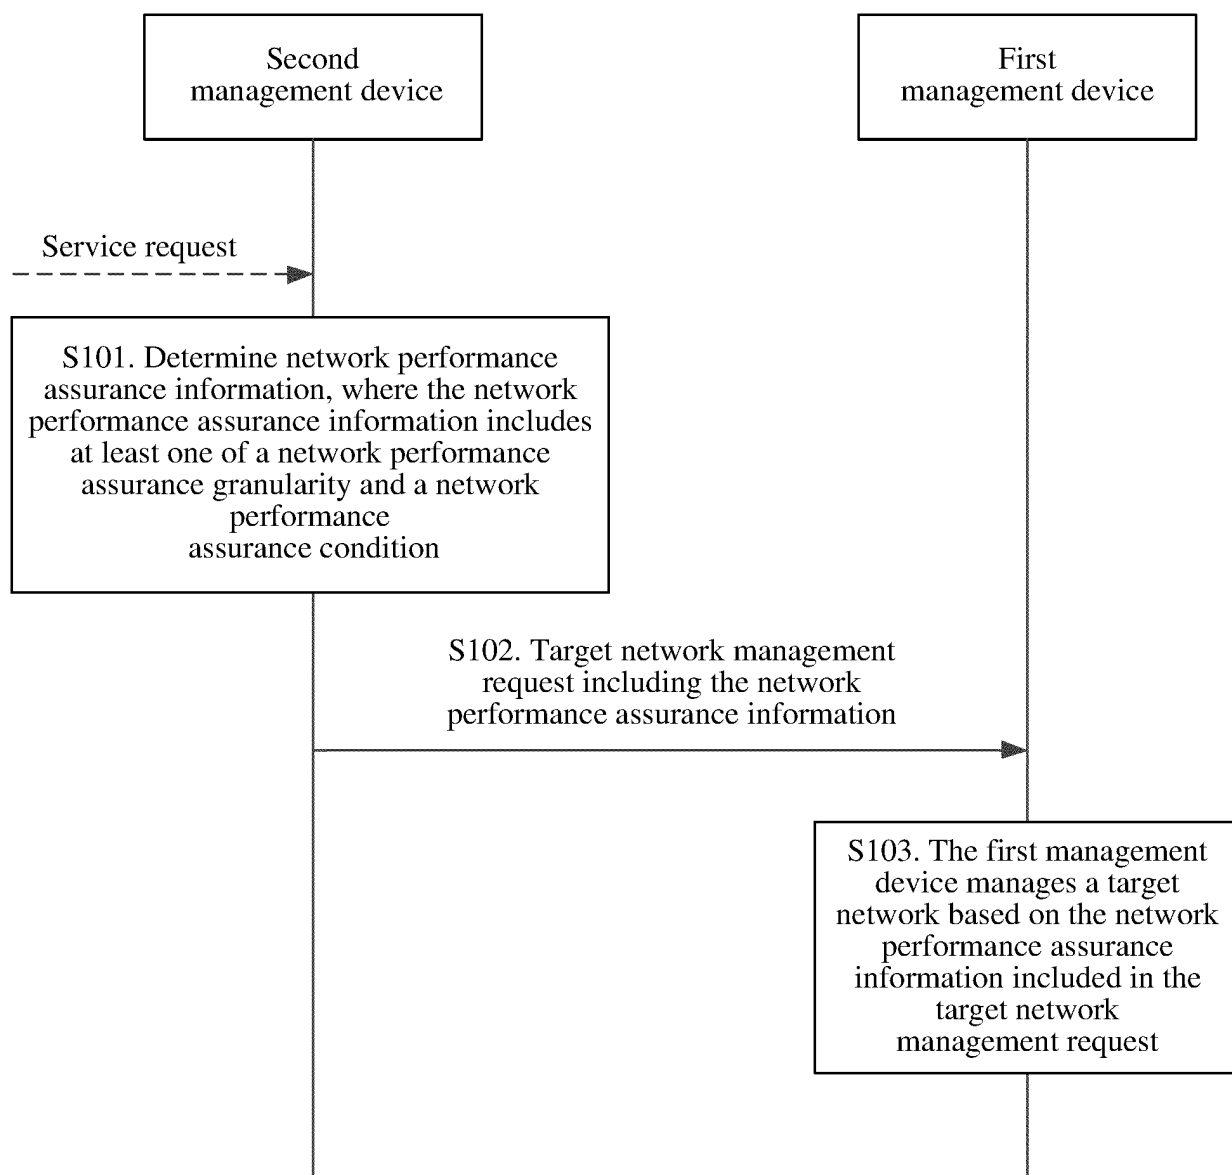 Second
management device
First
management device
Service request
S101. Determine network performance
assurance information, where the network
performance assurance information includes
at least one of a network performance
assurance granularity and a network
performance
assurance condition
S102. Target network management
request including the network
performance assurance information
S103. The first management
device manages a target
network based on the network
performance assurance
information included in the
target network
management request